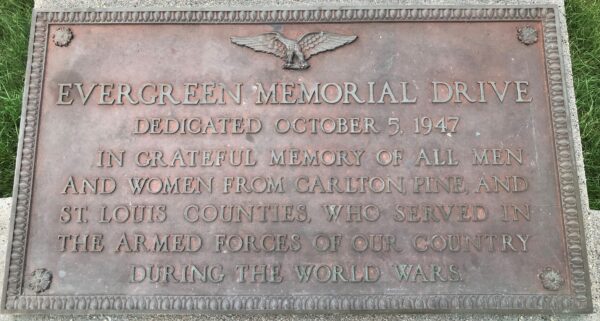 EVERGREEN MEMORIAL DRIVE
DEDICATED OCTOBER 5, 1947
IN GRATEFUL MEMORY OF ALL MEN
AND WOMEN FROM CARLTON, PINE, AND
ST. LOUIS COUNTIES, WHO SERVED IN
THE ARMED FORCES OF OUR COUNTRY
DURING THE WORLD WARS.